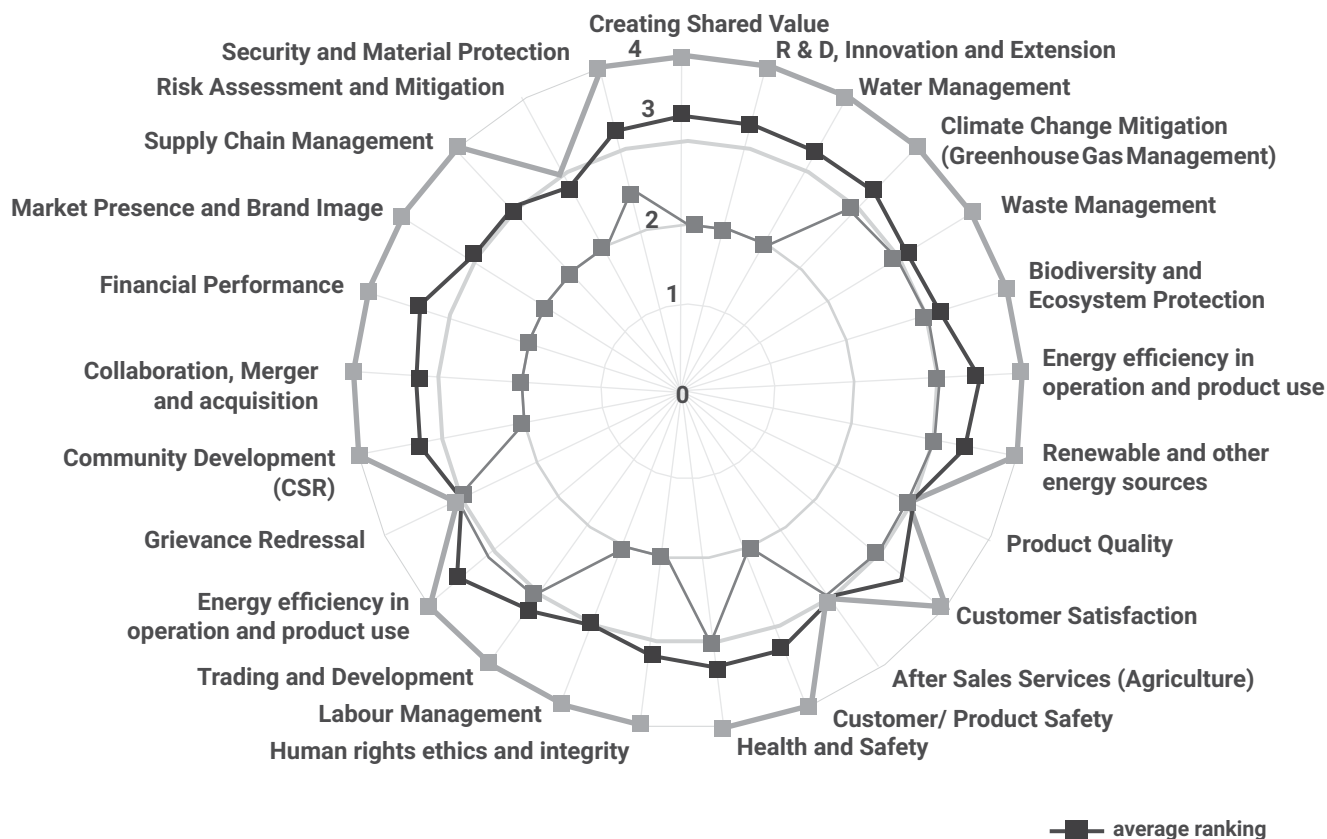 Creating Shared Value
4
R & D, Innovation and Extension
Security and Material Protection
Risk Assessment and Mitigation
Water Management
3
Supply Chain Management
Climate Change Mitigation
(Greenhouse Gas Management)
Market Presence and Brand Image
Waste Management
2
Financial Performance
Biodiversity and
Ecosystem Protection
1
Collaboration, Merger
and acquisition
Energy efficiency in
operation and product use
0
Community Development
(CSR)
Renewable and other
energy sources
Grievance Redressal
Product Quality
Energy efficiency in
operation and product use
Customer Satisfaction
Trading and Development
After Sales Services (Agriculture)
Labour Management
Customer/ Product Safety
Human rights ethics and integrity
Health and Safety
average ranking